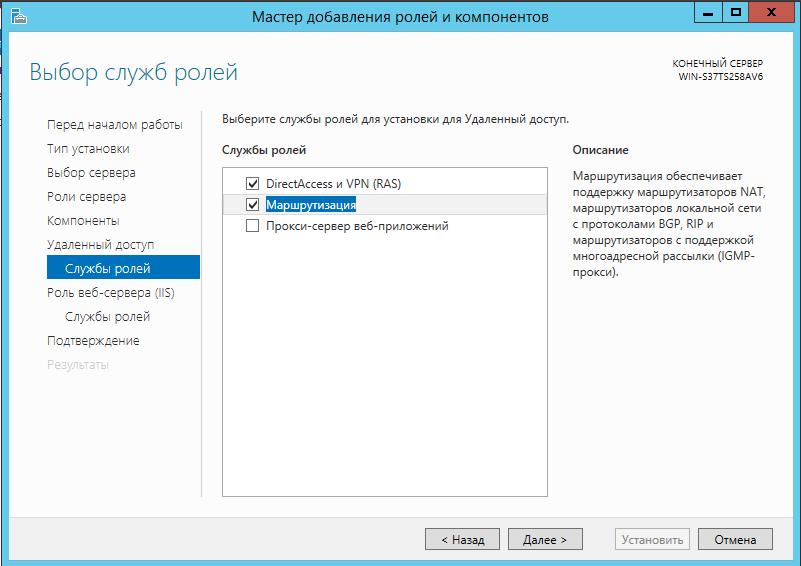 Мастер добавления ролей и компонентов
Выбор служб ролей
КОНЕЧНЫЙ СЕРВЕР
WIN-S37TS258AV6
Перед началом работы
Тип установки
Выбор сервера
Роли сервера
Компоненты
Удаленный доступ
Службы ролей
Роль веб-сервера (IIS)
Службы ролей
Подтверждение
Результаты
Выберите службы ролей для установки для Удаленный доступ.
Службы ролей
DirectAccess и VPN (RAS)
Маршрутизация
Прокси-сервер веб-приложений
Описание
Маршрутизация обеспечивает
поддержку маршрутизаторов NAT,
маршрутизаторов локальной сети
с протоколами BGP, RIP и
маршрутизаторов с поддержкой
многоадресной рассылки (IGMP-
прокси).
< Назад
Далее >
Установить
Отмена